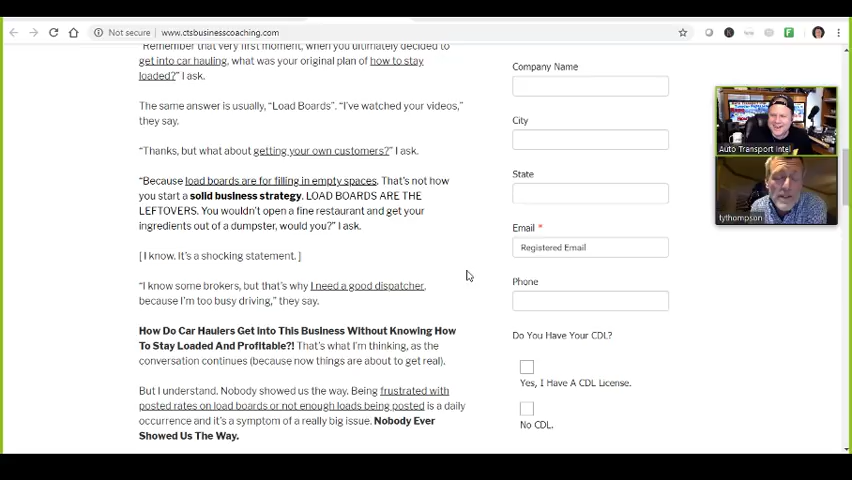 Not secure | www.ctsbusinesscoaching.com
"Remember that very first moment, when you ultimately decided to
get into car hauling, what was your original plan of how to stay
loaded?" I ask.
The same answer is usually, "Load Boards". "I've watched your videos,"
they say.
"Thanks, but what about getting your own customers?" I ask.
"Because load boards are for filling in empty spaces. That's not how
you start a solid business strategy. LOAD BOARDS ARE THE
LEFTOVERS. You wouldn't open a fine restaurant and get your
ingredients out of a dumpster, would you?" I ask.
[ I know. It's a shocking statement. ]
"I know some brokers, but that's why I need a good dispatcher,
because I'm too busy driving," they say.
How Do Car Haulers Get Into This Business Without Knowing How
To Stay Loaded And Profitable?! That's what I'm thinking, as the
conversation continues (because now things are about to get real).
But I understand. Nobody showed us the way. Being frustrated with
posted rates on load boards or not enough loads being posted is a daily
occurrence and it's a symptom of a really big issue. Nobody Ever
Showed Us The Way.
Company Name
City
State
Email *
Registered Email
Phone
Do You Have Your CDL?
Yes, I Have A CDL License.
No CDL.
Auto Transport Intel
tythompson